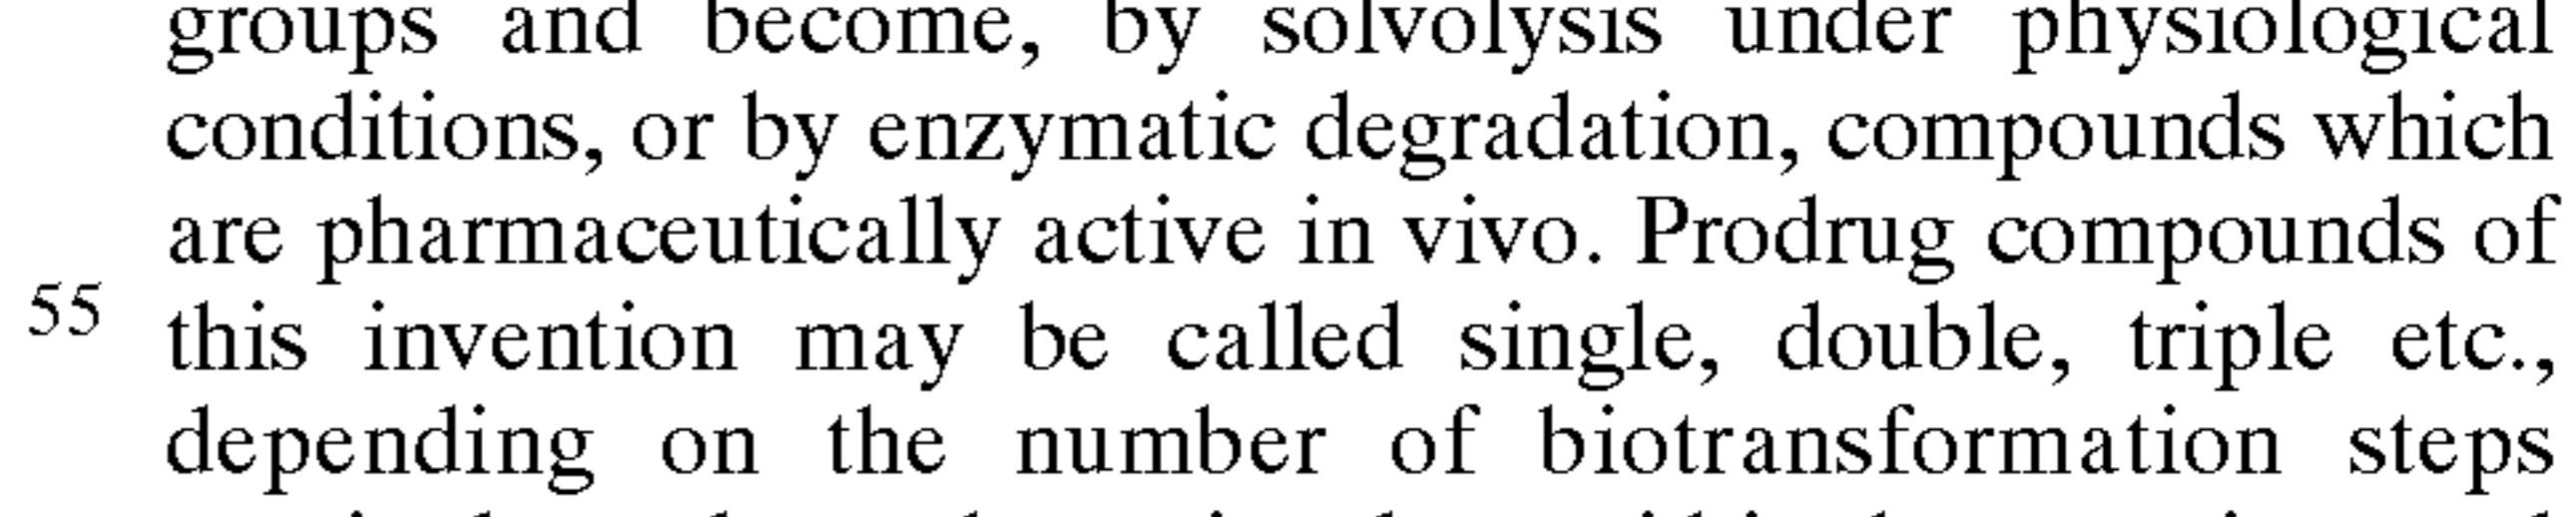 groups and become, by solvolysis under physiological
conditions, or by enzymatic degradation, compounds which
are pharmaceutically active in vivo. Prodrug compounds of
55 this invention may be called single, double, triple etc.,
depending on the number of biotransformation steps